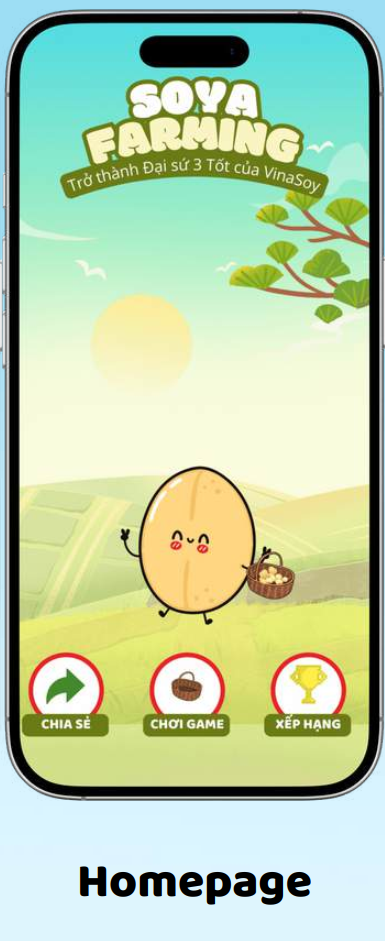 SOYA
FARMING
Trở thành Đại sứ 3 Tốt của VinaSoy
CHIA SẺ
CHƠI GAME
XẾP HẠNG
Homepage